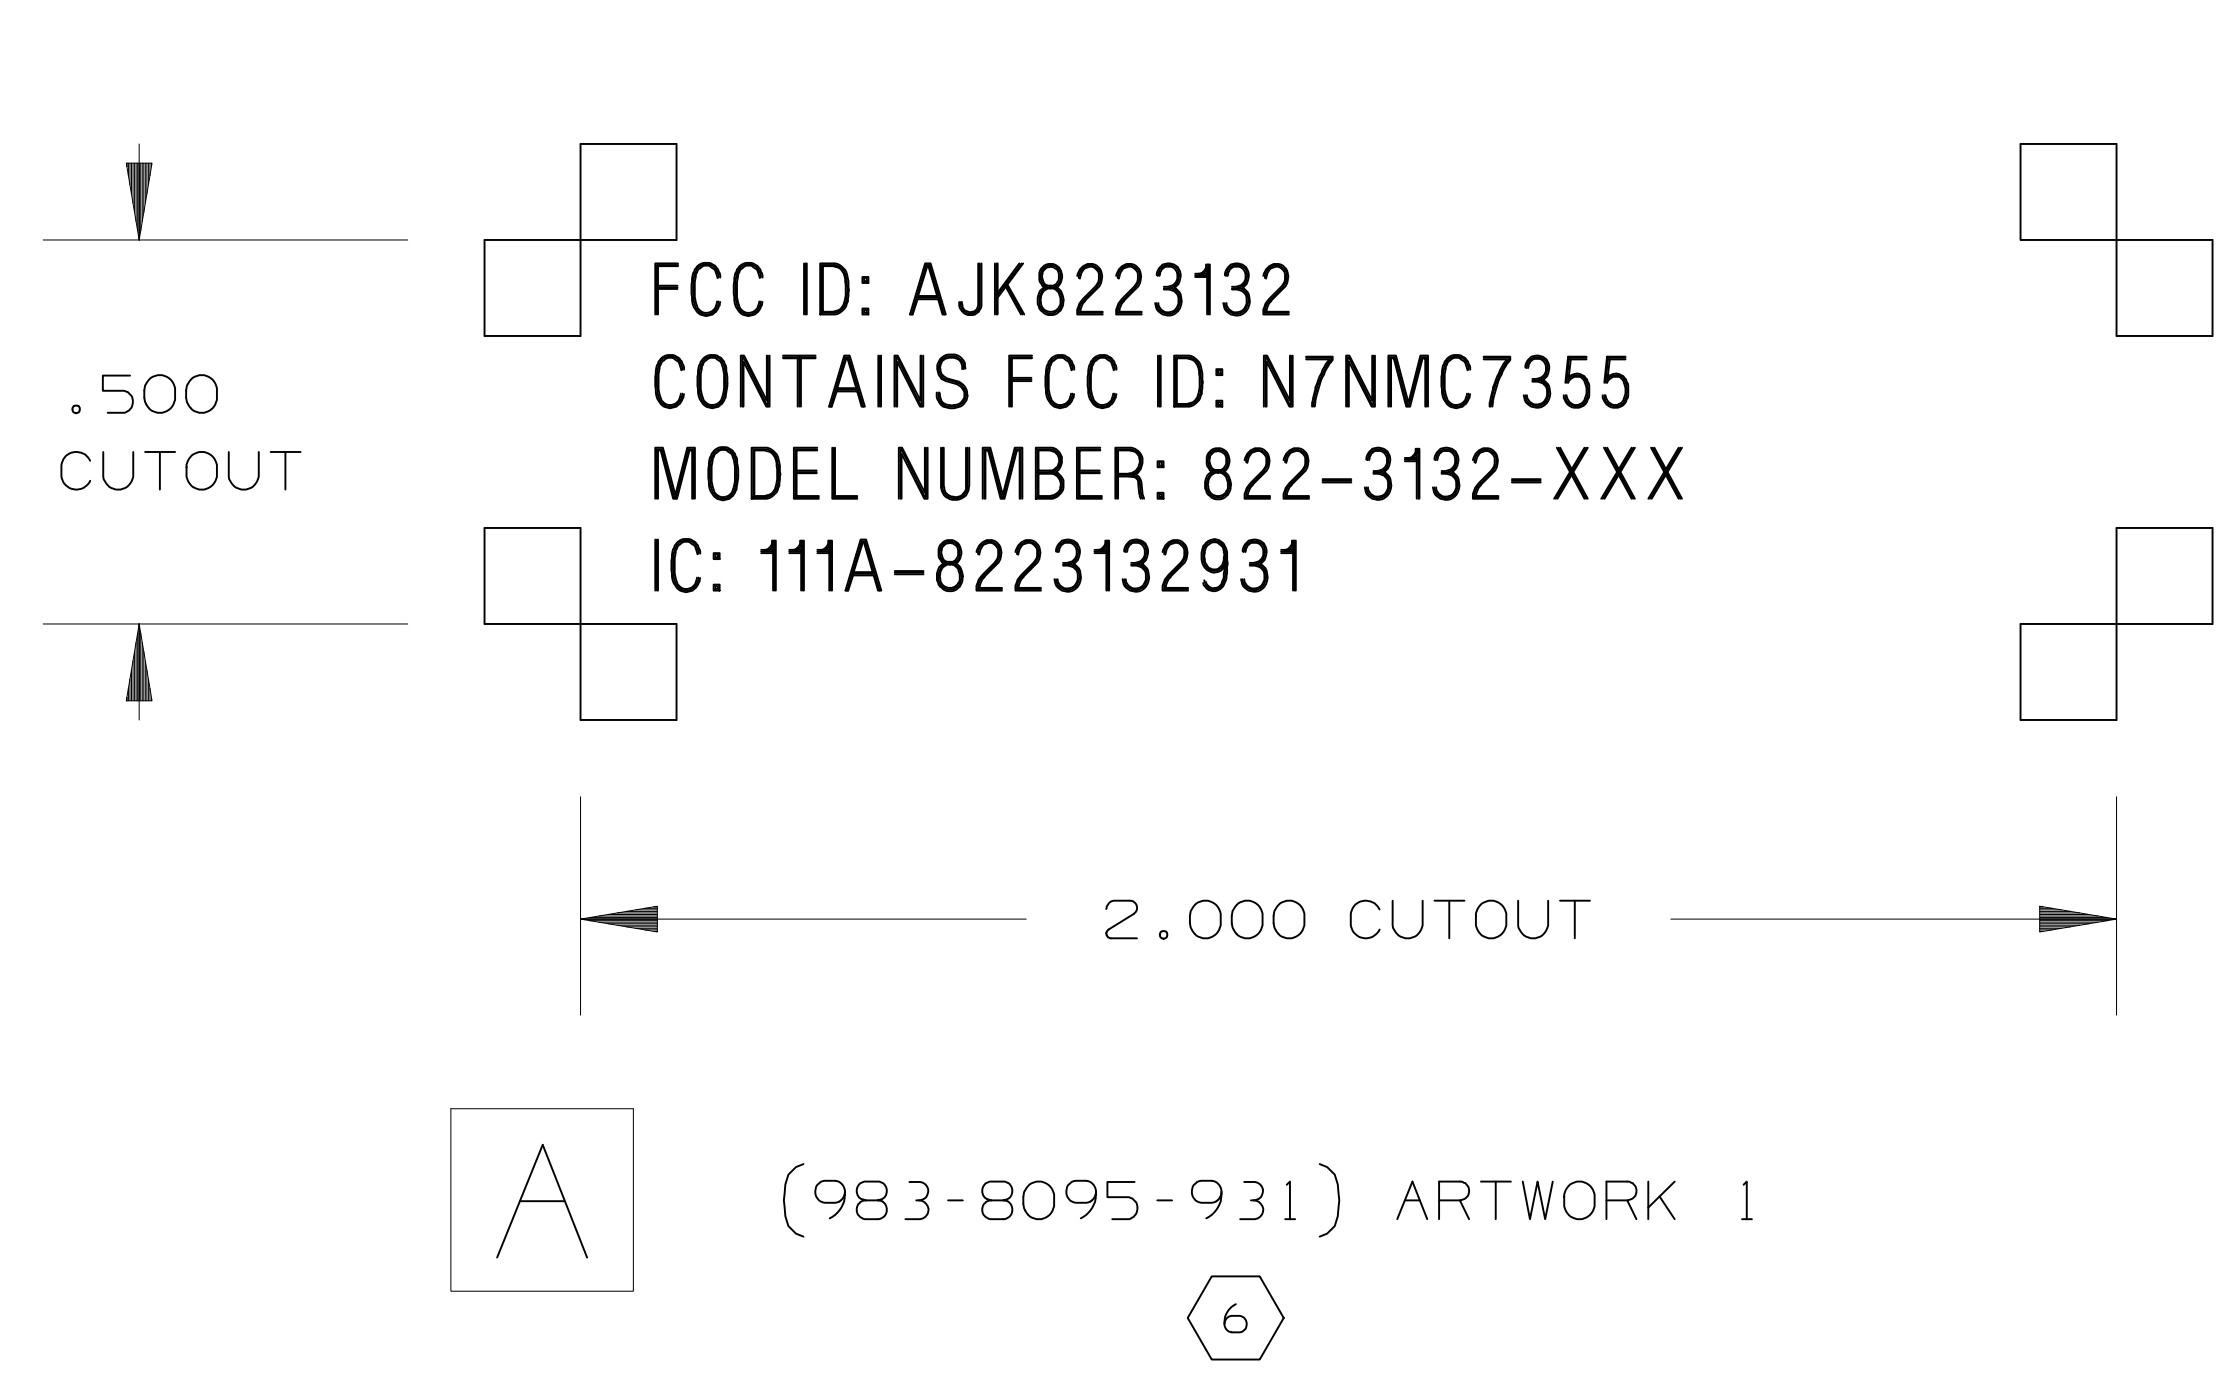 FCC ID: AJK8223132
CONTAINS FCC ID: N7NMC7355
.500
CUTOUT
MODEL NUMBER: 822-3132-XXX
IC: 111A-8223132931
2.000 CUTOUT
A
(983-8095-931) ARTWORK 1
6